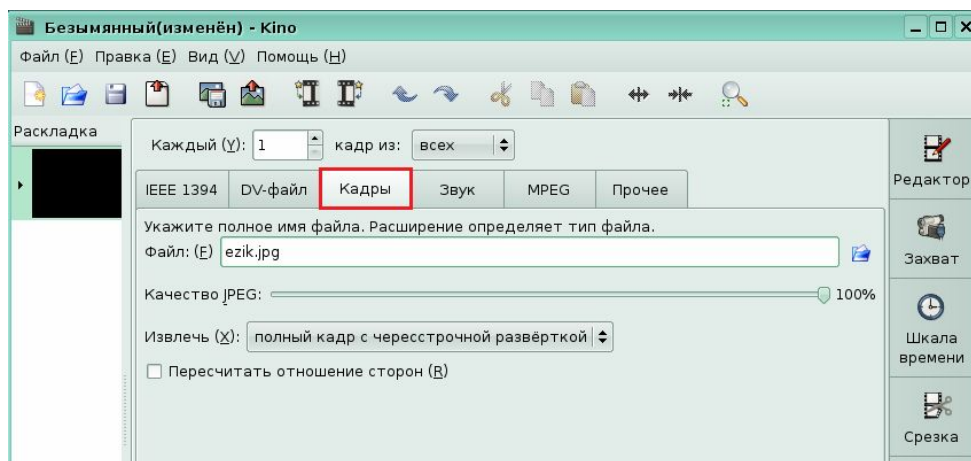 Безымянный(изменён) - Kino
Файл (F) Правка (E) Вид (V) Помощь (H)
Раскладка
Каждый (Y): 1 кадр из: всех
IEEE 1394 DV-файл Кадры Звук MPEG Прочее
Укажите полное имя файла. Расширение определяет тип файла.
Файл: (F) ezik.jpg
Качество JPEG: 100%
Извлечь (X): полный кадр с чересстрочной развёрткой
Пересчитать отношение сторон (R)
Редактор
Захват
Шкала
времени
Срезка